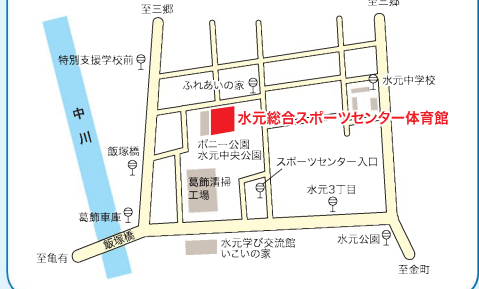 至三郷
至三郷
特別支援学校前
ふれあいの家
水元中学校
中川
水元総合スポーツセンター体育館
ポニー公園
水元中央公園
飯塚橋
スポーツセンター入口
葛飾清掃
工場
水元3丁目
葛飾車庫
飯塚橋
水元学び交流館
いこいの家
水元公園
至亀有
至金町